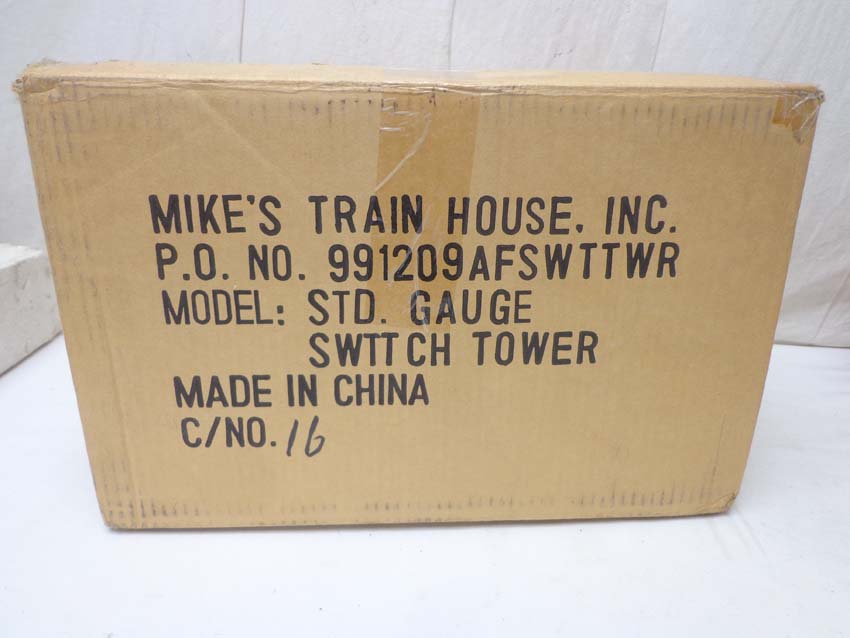 MIKE'S TRAIN HOUSE, INC.
P.O. NO. 991209AFSWTTWR
MODEL: STD. GAUGE
SWTTCH TOWER
MADE IN CHINA
C/NO. 16